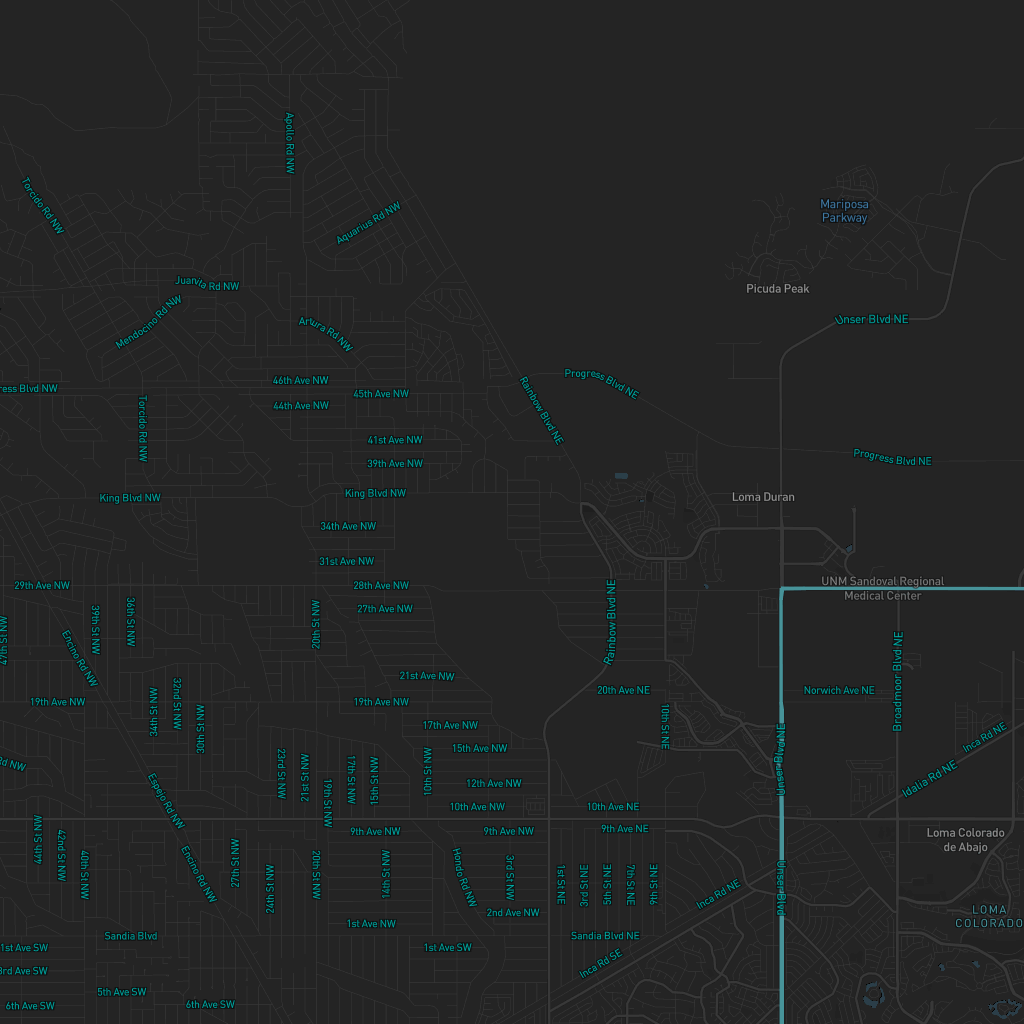 Apollo Rd NW
Torcido Rd NW
Aquarius Rd NW
Mariposa
Parkway
Juanita Rd NW
Picuda Peak
Mendocino Rd NW
Unser Blvd NE
Progress Blvd NE
46th Ave NW
ress Blvd NW
45th Ave NW
44th Ave NW
Rainbow Blvd NE
Torcido Rd NW
41st Ave NW
Progress Blvd NE
39th Ave NW
King Blvd NW
King Blvd NW
Loma Duran
34th Ave NW
31st Ave NW
29th Ave NW
28th Ave NW
UNM Sandoval Regional
Medical Center
27th Ave NW
39th St NW
36th St NW
20th St NW
47th St NW
Encino Rd NW
Rainbow Blvd NE
Broadmoor Blvd NE
21st Ave NW
20th Ave NE
Norwich Ave NE
19th Ave NW
19th Ave NW
34th St NW
32nd St NW
30th St NW
17th Ave NW
10th St NE
Inca Rd NE
15th Ave NW
Unser Blvd NE
Rd NW
23rd St NW
21st St NW
19th St NW
17th St NW
15th St NW
10th St NW
12th Ave NW
Idalia Rd NE
Espejo Rd NW
10th Ave NW
10th Ave NE
9th Ave NW
9th Ave NW
9th Ave NE
Loma Colorado
de Abajo
44th St NW
42nd St NW
40th St NW
Encino Rd NW
27th St NW
24th St NW
20th St NW
14th St NW
Hondo Rd NW
3rd St NW
1st St NE
3rd St NE
5th St NE
7th St NE
9th St NE
Inca Rd NE
Unser Blvd
2nd Ave NW
1st Ave NW
LOMA
COLORADO
Sandia Blvd
Sandia Blvd NE
1st Ave SW
1st Ave SW
Inca Rd SE
3rd Ave SW
5th Ave SW
6th Ave SW
6th Ave SW